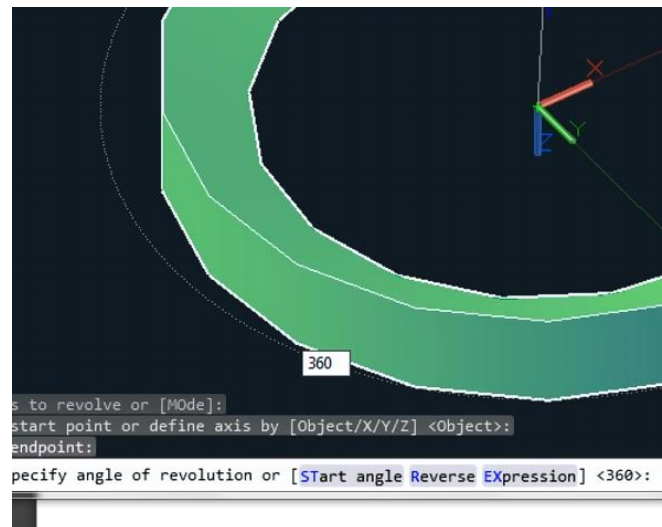 X
Y
Z
360
s to revolve or [MOde]:
start point or define axis by [Object/X/Y/Z] <Object>:
endpoint:
pecify angle of revolution or [STart angle Reverse EXpression] <360>: